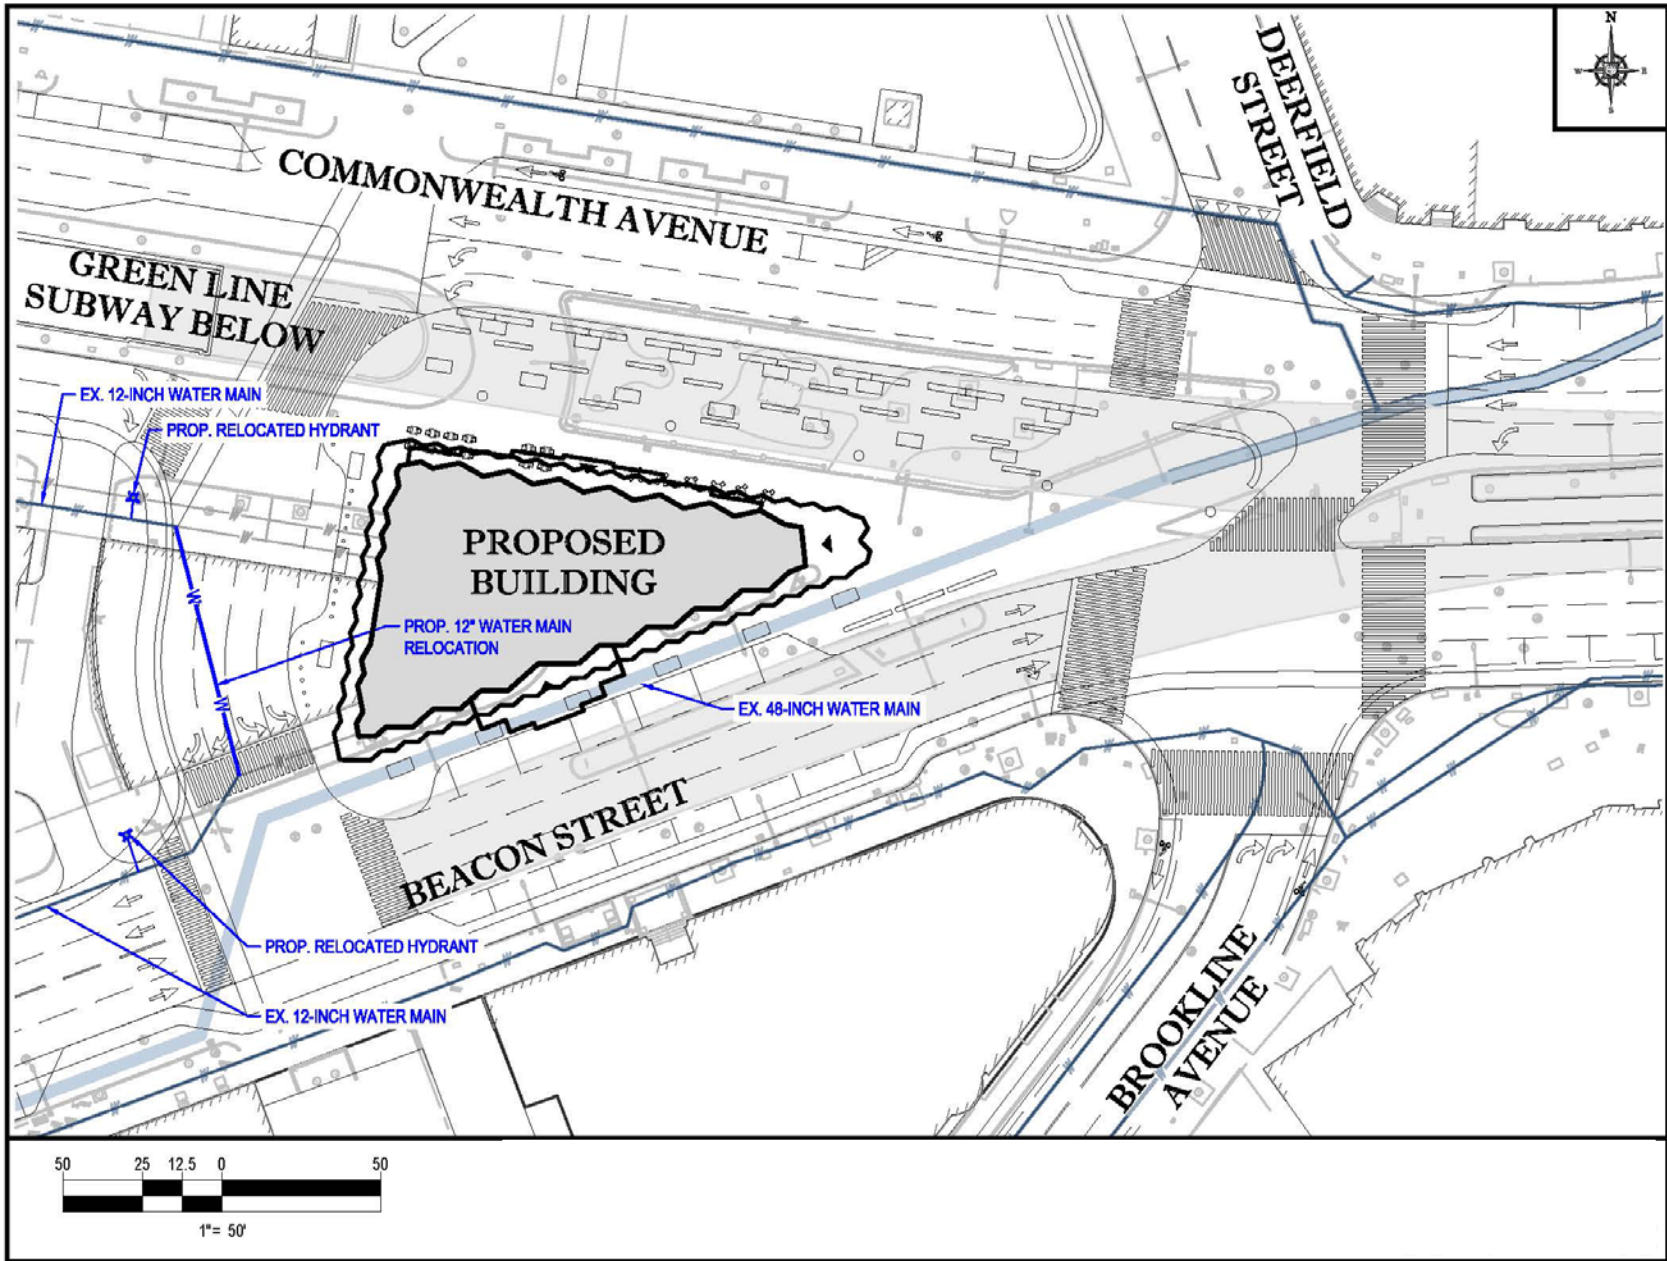 N
W
E
S
DEERFIELD
STREET
COMMONWEALTH AVENUE
GREEN LINE
SUBWAY BELOW
EX. 12-INCH WATER MAIN
PROP. RELOCATED HYDRANT
PROPOSED
BUILDING
W
PROP. 12" WATER MAIN
RELOCATION
W
EX. 48-INCH WATER MAIN
BEACON STREET
PROP. RELOCATED HYDRANT
EX. 12-INCH WATER MAIN
BROOKLINE
AVENUE
50 25 12.5 0 50
1"= 50'